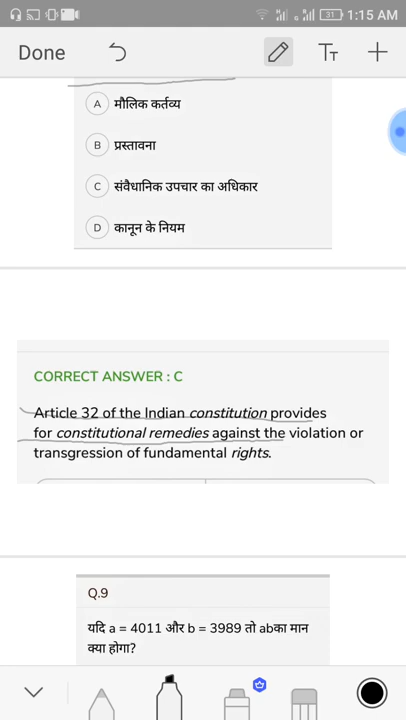 31 1:15 AM
Done
A मौलिक कर्तव्य
B प्रस्तावना
C संवैधानिक उपचार का अधिकार
D कानून के नियम
CORRECT ANSWER : C
Article 32 of the Indian constitution provides
for constitutional remedies against the violation or
transgression of fundamental rights.
Q.9
यदि a = 4011 और b = 3989 तो abका मान
क्या होगा?